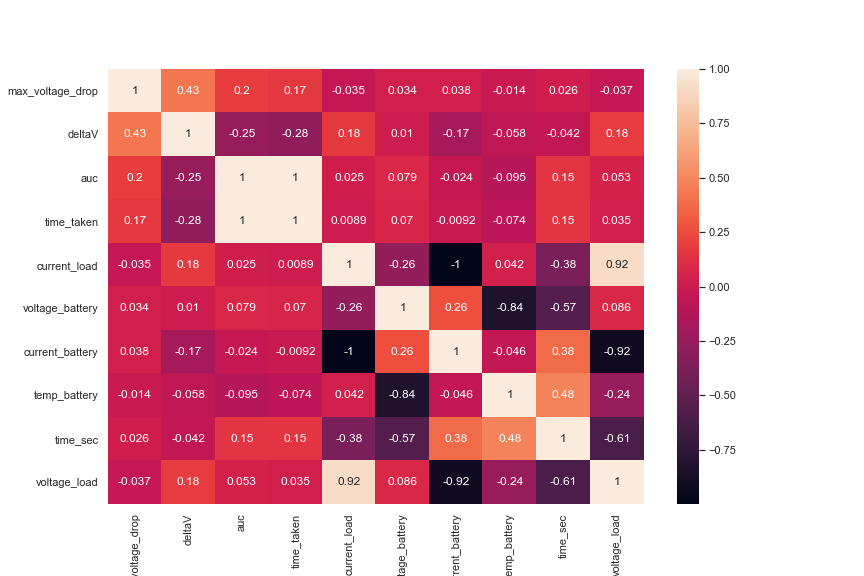 max_voltage_drop 1 0.43 0.2 0.17 -0.035 0.034 0.038 -0.014 0.026 -0.037
deltaV 0.43 1 -0.25 -0.28 0.18 0.01 -0.17 -0.058 -0.042 0.18
auc 0.2 -0.25 1 1 0.025 0.079 -0.024 -0.095 0.15 0.053
time_taken 0.17 -0.28 1 1 0.0089 0.07 -0.0092 -0.074 0.15 0.035
current_load -0.035 0.18 0.025 0.0089 1 -0.26 -1 0.042 -0.38 0.92
voltage_battery 0.034 0.01 0.079 0.07 -0.26 1 0.26 -0.84 -0.57 0.086
current_battery 0.038 -0.17 -0.024 -0.0092 -1 0.26 1 -0.046 0.38 -0.92
temp_battery -0.014 -0.058 -0.095 -0.074 0.042 -0.84 -0.046 1 0.48 -0.24
time_sec 0.026 -0.042 0.15 0.15 -0.38 -0.57 0.38 0.48 1 -0.61
voltage_load -0.037 0.18 0.053 0.035 0.92 0.086 -0.92 -0.24 -0.61 1
voltage_drop
deltaV
auc
time_taken
current_load
tage_battery
rrent_battery
emp_battery
time_sec
voltage_load
1.00
0.75
0.50
0.25
0.00
−0.25
−0.50
−0.75